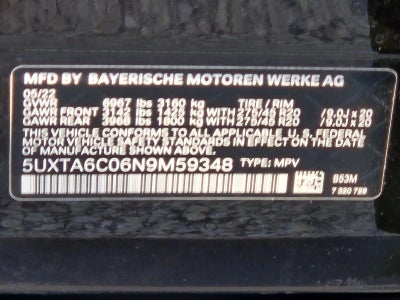 MFD BY BAYERISCHE MOTOREN WERKE AG
05/22
GVWR 6967 lbs 3160 kg TIRE / RIM
GAWR FRONT 3142 lbs 1425 kg WITH 275/45 R20 / 9.0J x 20
GAWR REAR 3968 lbs 1800 kg WITH 275/45 R20 / 9.0J x 20
THIS VEHICLE CONFORMS TO ALL APPLICABLE U.S. FEDERAL
MOTOR VEHICLE SAFETY STANDARDS IN EFFECT ON THE
DATE OF MANUFACTURE SHOWN ABOVE.
5UXTA6C06N9M59348 TYPE: MPV
B53M
7 920 799